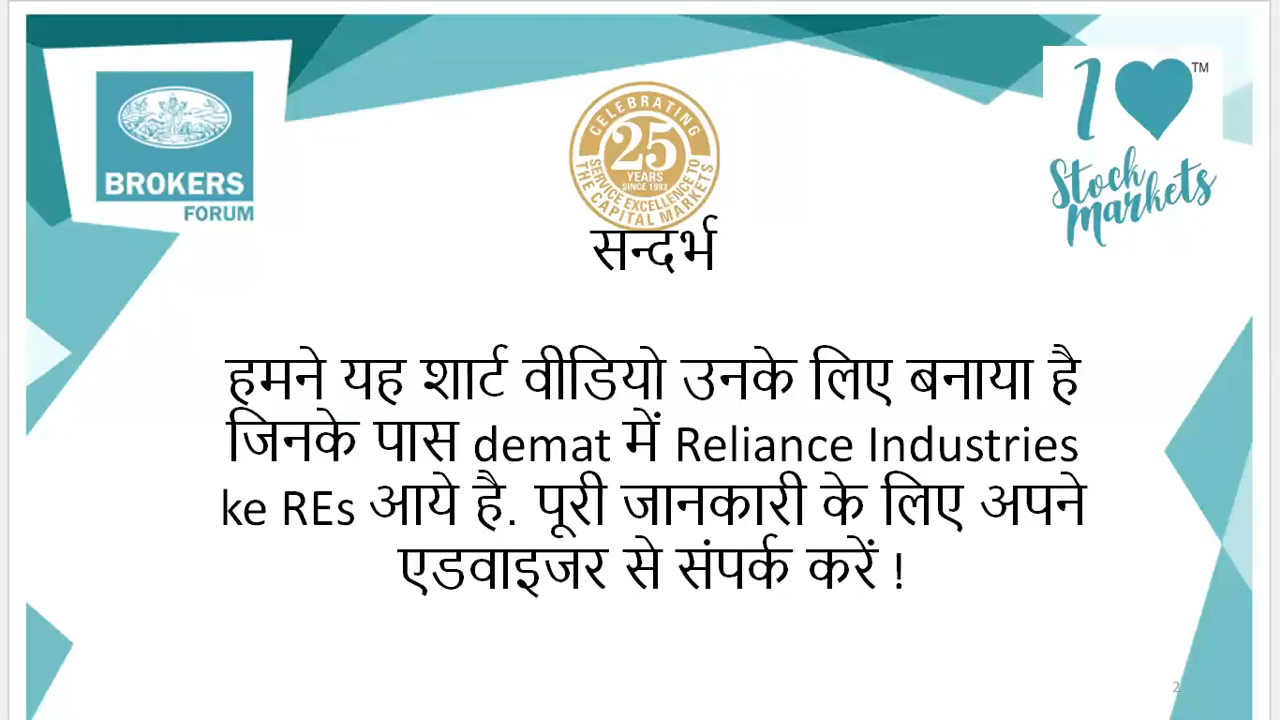 BROKERS
FORUM
CELEBRATING
25
YEARS
SINCE 1993
SERVICE EXCELLENCE TO
THE CAPITAL MARKETS
I
TM
Stock
markets
सन्दर्भ
हमने यह शार्ट वीडियो उनके लिए बनाया है
जिनके पास demat में Reliance Industries
ke REs आये है. पूरी जानकारी के लिए अपने
एडवाइजर से संपर्क करें !
2